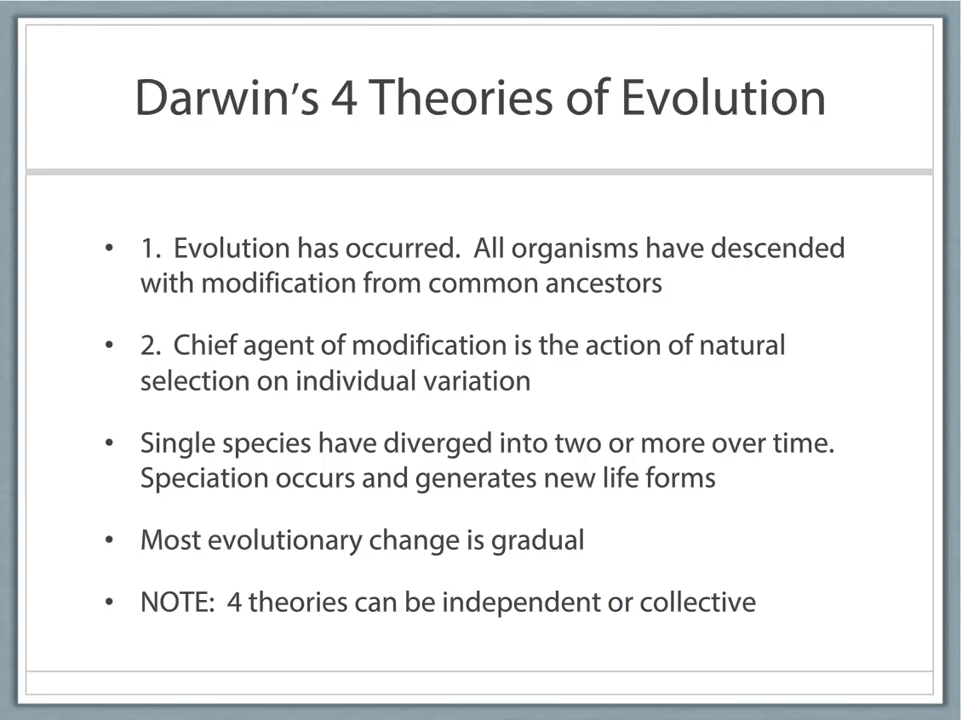 Darwin's 4 Theories of Evolution
• 1.  Evolution has occurred.  All organisms have descended
with modification from common ancestors
• 2.  Chief agent of modification is the action of natural
selection on individual variation
• Single species have diverged into two or more over time.
Speciation occurs and generates new life forms
• Most evolutionary change is gradual
• NOTE:  4 theories can be independent or collective